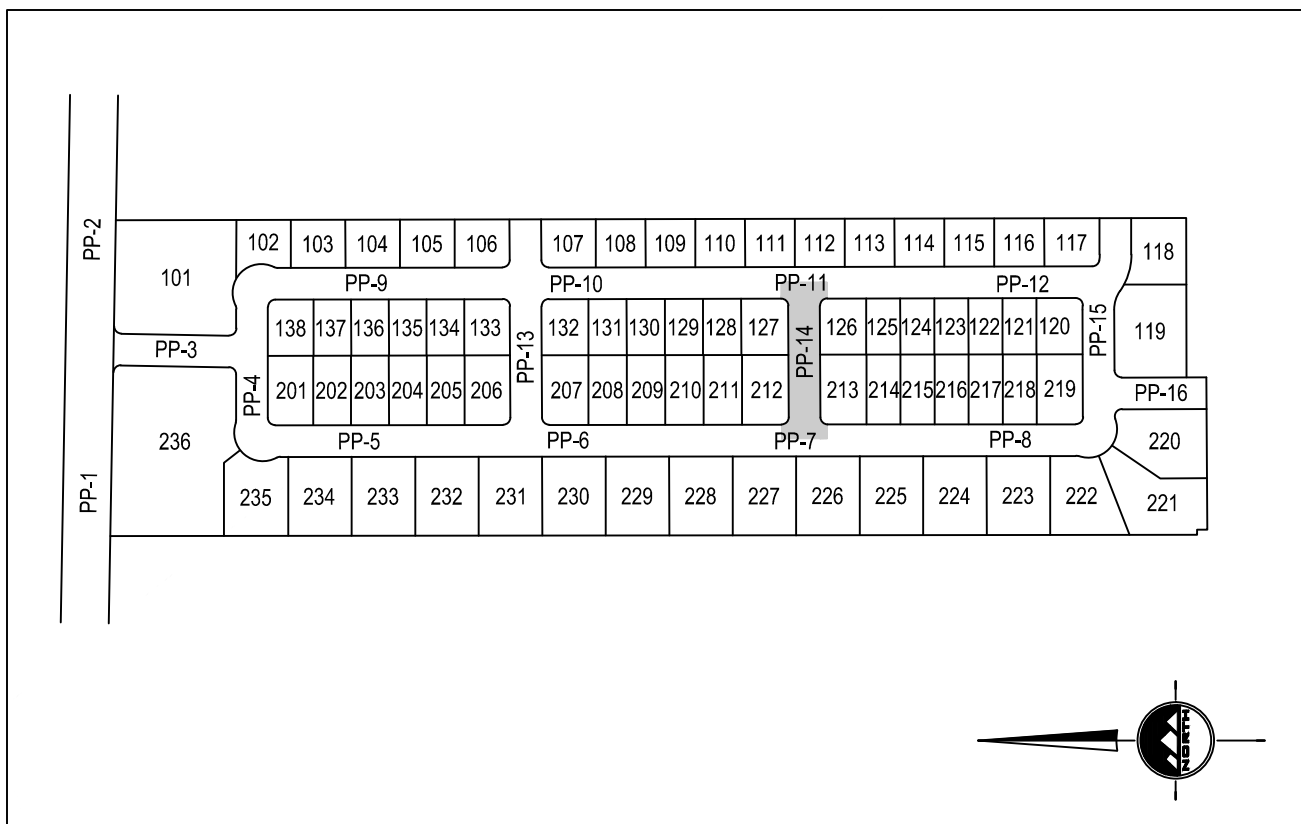 PP-2
PP-1
102 103 104 105 106 107 108 109 110 111 112 113 114 115 116 117 118
101
PP-9 PP-10 PP-11 PP-12
138 137 136 135 134 133 132 131 130 129 128 127 126 125 124 123 122 121 120 119
PP-3
PP-13
PP-14
PP-15
PP-4
201 202 203 204 205 206 207 208 209 210 211 212 213 214 215 216 217 218 219 PP-16
236 PP-5 PP-6 PP-7 PP-8 220
235 234 233 232 231 230 229 228 227 226 225 224 223 222 221
NORTH